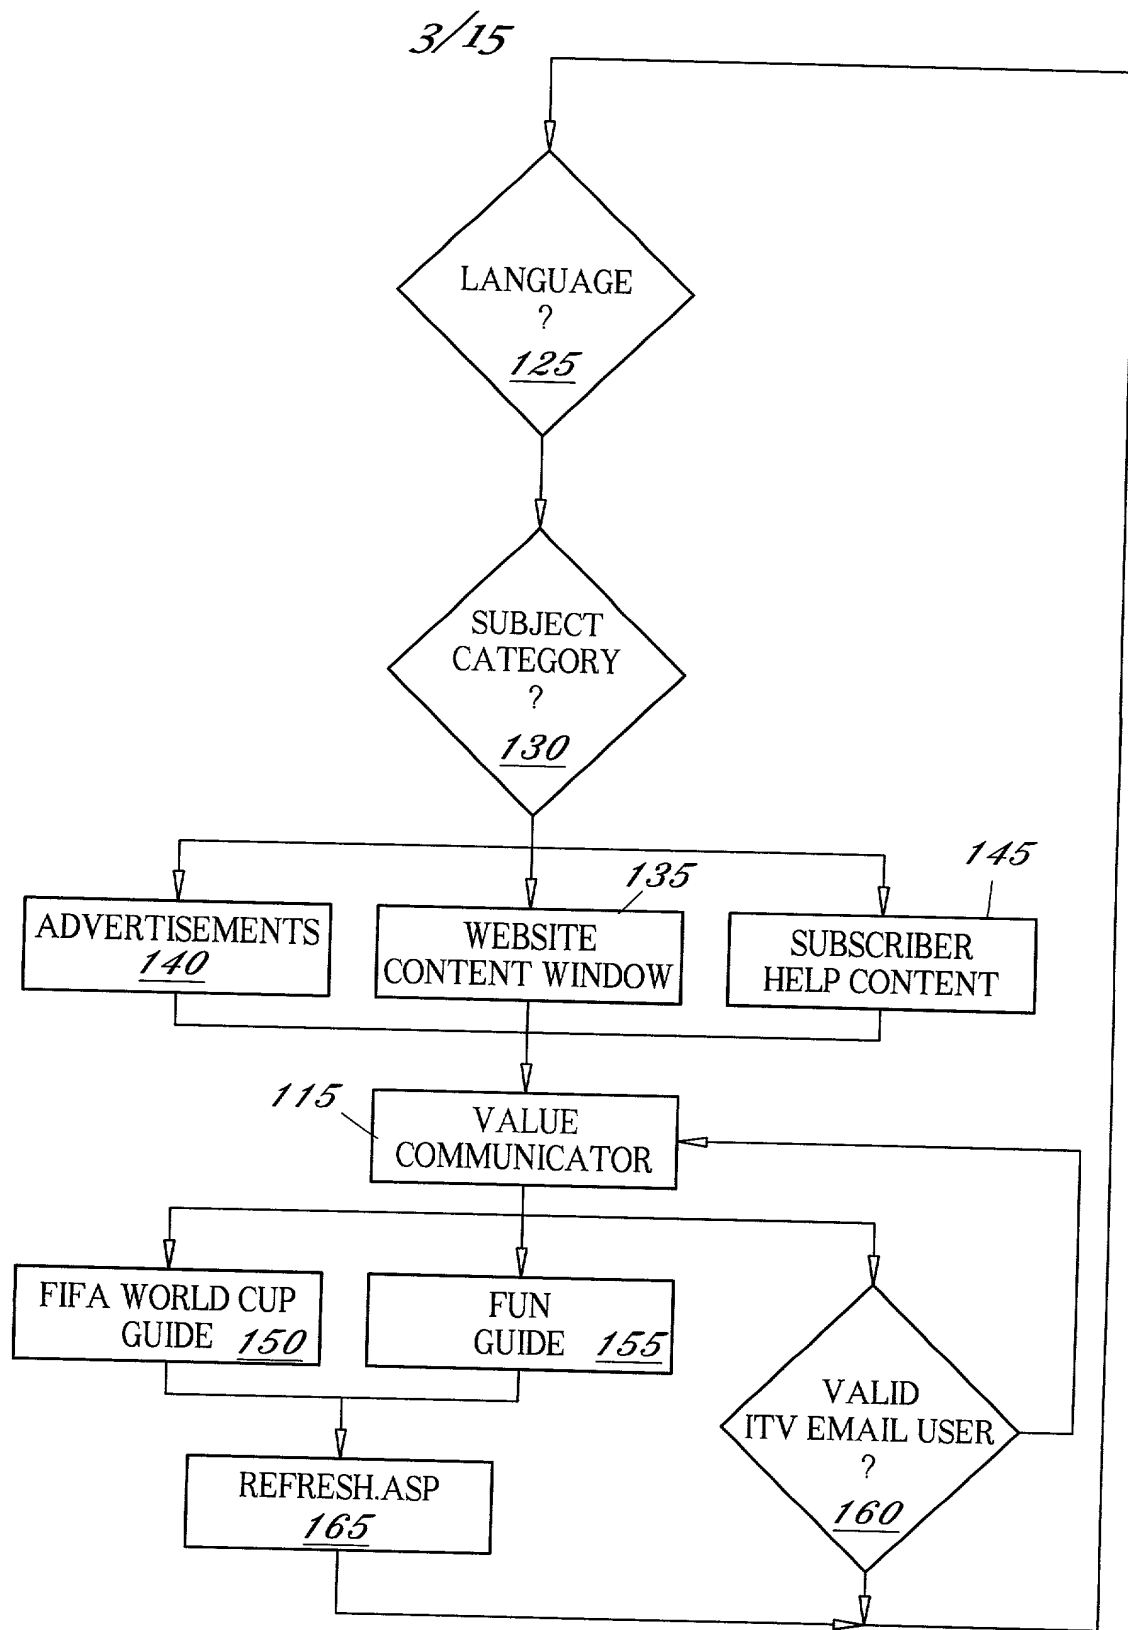 3/15
LANGUAGE
?
125
SUBJECT
CATEGORY
?
130
ADVERTISEMENTS
140
135
WEBSITE
CONTENT WINDOW
145
SUBSCRIBER
HELP CONTENT
115
VALUE
COMMUNICATOR
FIFA WORLD CUP
GUIDE 150
FUN
GUIDE 155
VALID
ITV EMAIL USER
?
160
REFRESH.ASP
165